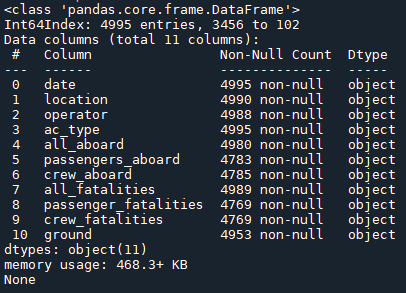 <class 'pandas.core.frame.DataFrame'>
Int64Index: 4995 entries, 3456 to 102
Data columns (total 11 columns):
 #   Column               Non-Null Count  Dtype
---  ------               --------------  -----
 0   date                 4995 non-null   object
 1   location             4990 non-null   object
 2   operator             4988 non-null   object
 3   ac_type              4995 non-null   object
 4   all_aboard           4980 non-null   object
 5   passengers_aboard    4783 non-null   object
 6   crew_aboard          4785 non-null   object
 7   all_fatalities       4989 non-null   object
 8   passenger_fatalities 4769 non-null   object
 9   crew_fatalities      4769 non-null   object
 10  ground               4953 non-null   object
dtypes: object(11)
memory usage: 468.3+ KB
None